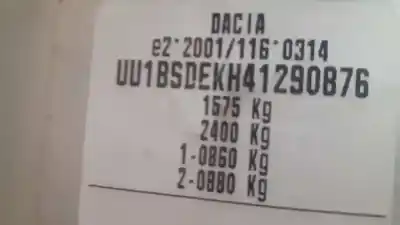 DACIA
e2*2001/116*0314
UU1BSDEKH41290876
1575 Kg
2400 Kg
1-0860 Kg
2-0880 Kg